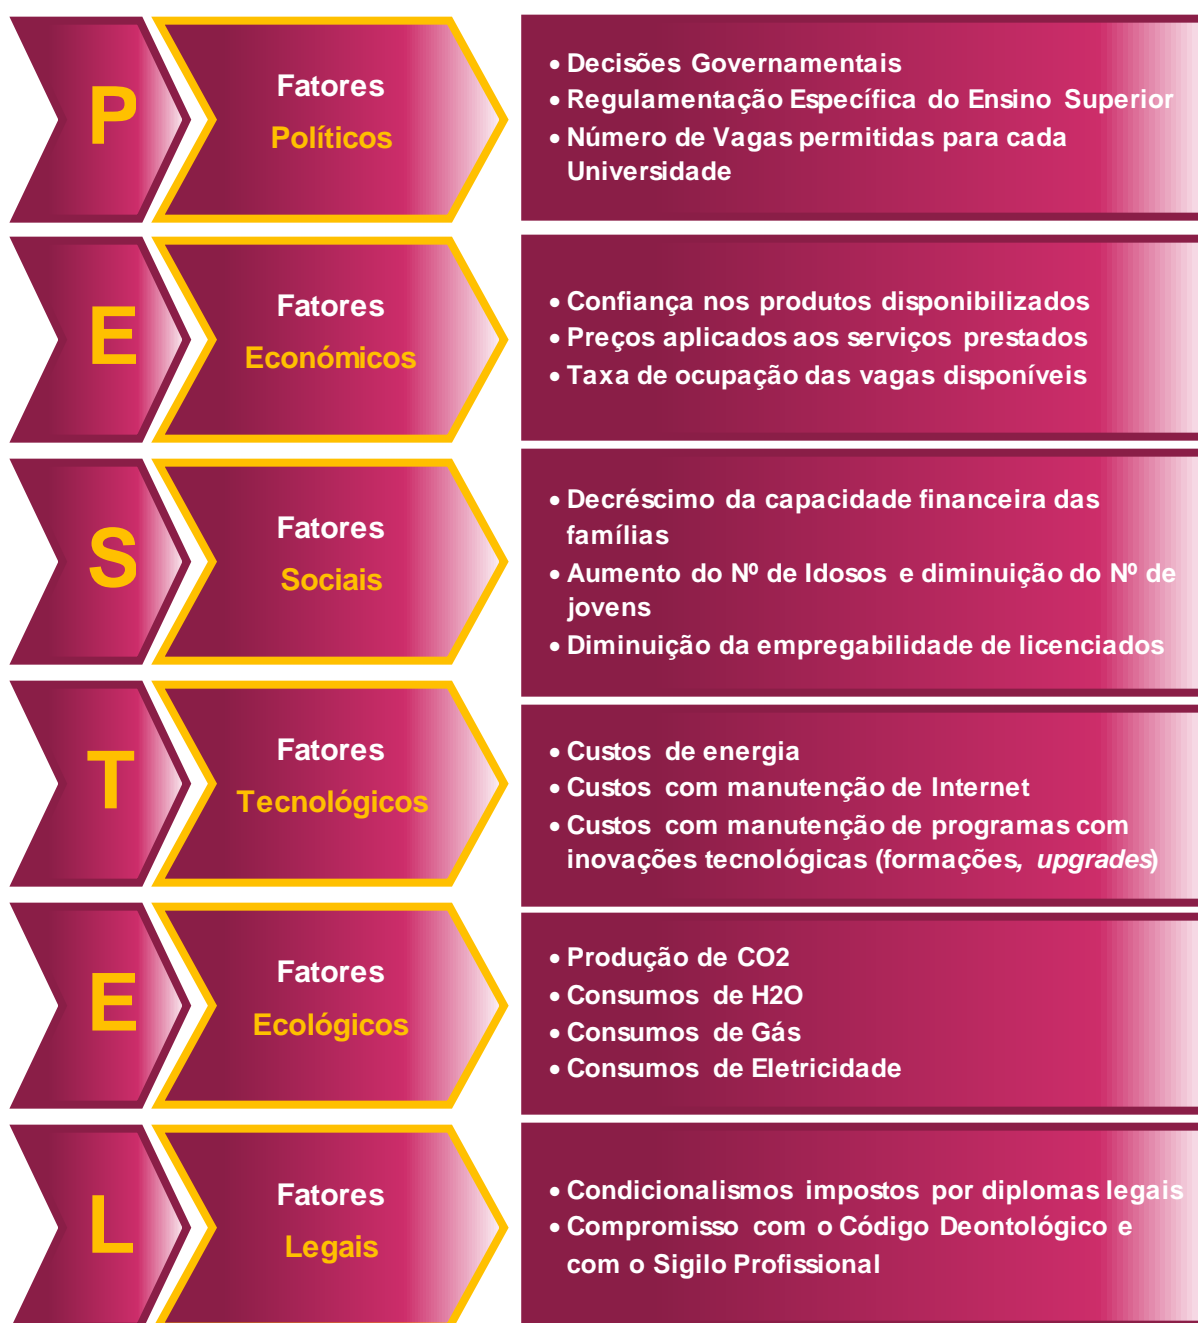 P
Fatores
Políticos
• Decisões Governamentais
• Regulamentação Específica do Ensino Superior
• Número de Vagas permitidas para cada
Universidade
E
Fatores
Económicos
• Confiança nos produtos disponibilizados
• Preços aplicados aos serviços prestados
• Taxa de ocupação das vagas disponíveis
S
Fatores
Sociais
• Decréscimo da capacidade financeira das
famílias
• Aumento do Nº de Idosos e diminuição do Nº de
jovens
• Diminuição da empregabilidade de licenciados
T
Fatores
Tecnológicos
• Custos de energia
• Custos com manutenção de Internet
• Custos com manutenção de programas com
inovações tecnológicas (formações, upgrades)
E
Fatores
Ecológicos
• Produção de CO2
• Consumos de H2O
• Consumos de Gás
• Consumos de Eletricidade
L
Fatores
Legais
• Condicionalismos impostos por diplomas legais
• Compromisso com o Código Deontológico e
com o Sigilo Profissional